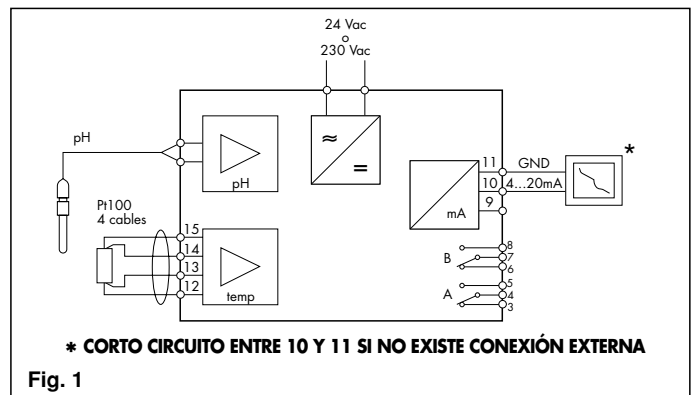 24 Vac
o
230 Vac
≈
=
pH
pH
Pt100
4 cables
15
14
13
12
temp
11 GND
10 4...20mA
9
mA
*
8
B 7
6
5
A 4
3
* CORTO CIRCUITO ENTRE 10 Y 11 SI NO EXISTE CONEXIÓN EXTERNA
Fig. 1